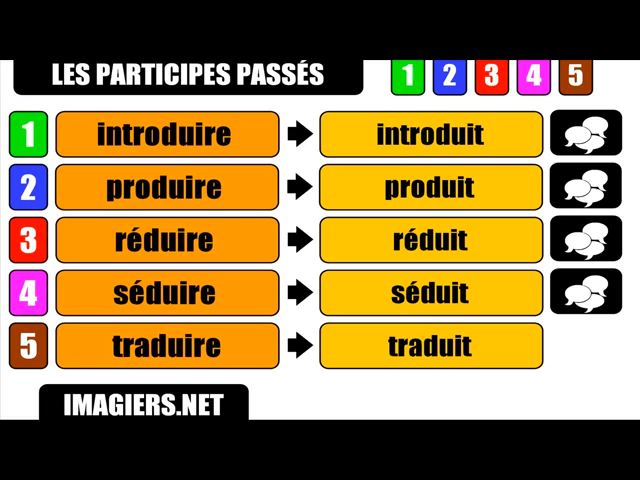 LES PARTICIPES PASSÉS 1 2 3 4 5
1 introduire introduit
2 produire produit
3 réduire réduit
4 séduire séduit
5 traduire traduit
IMAGIERS.NET